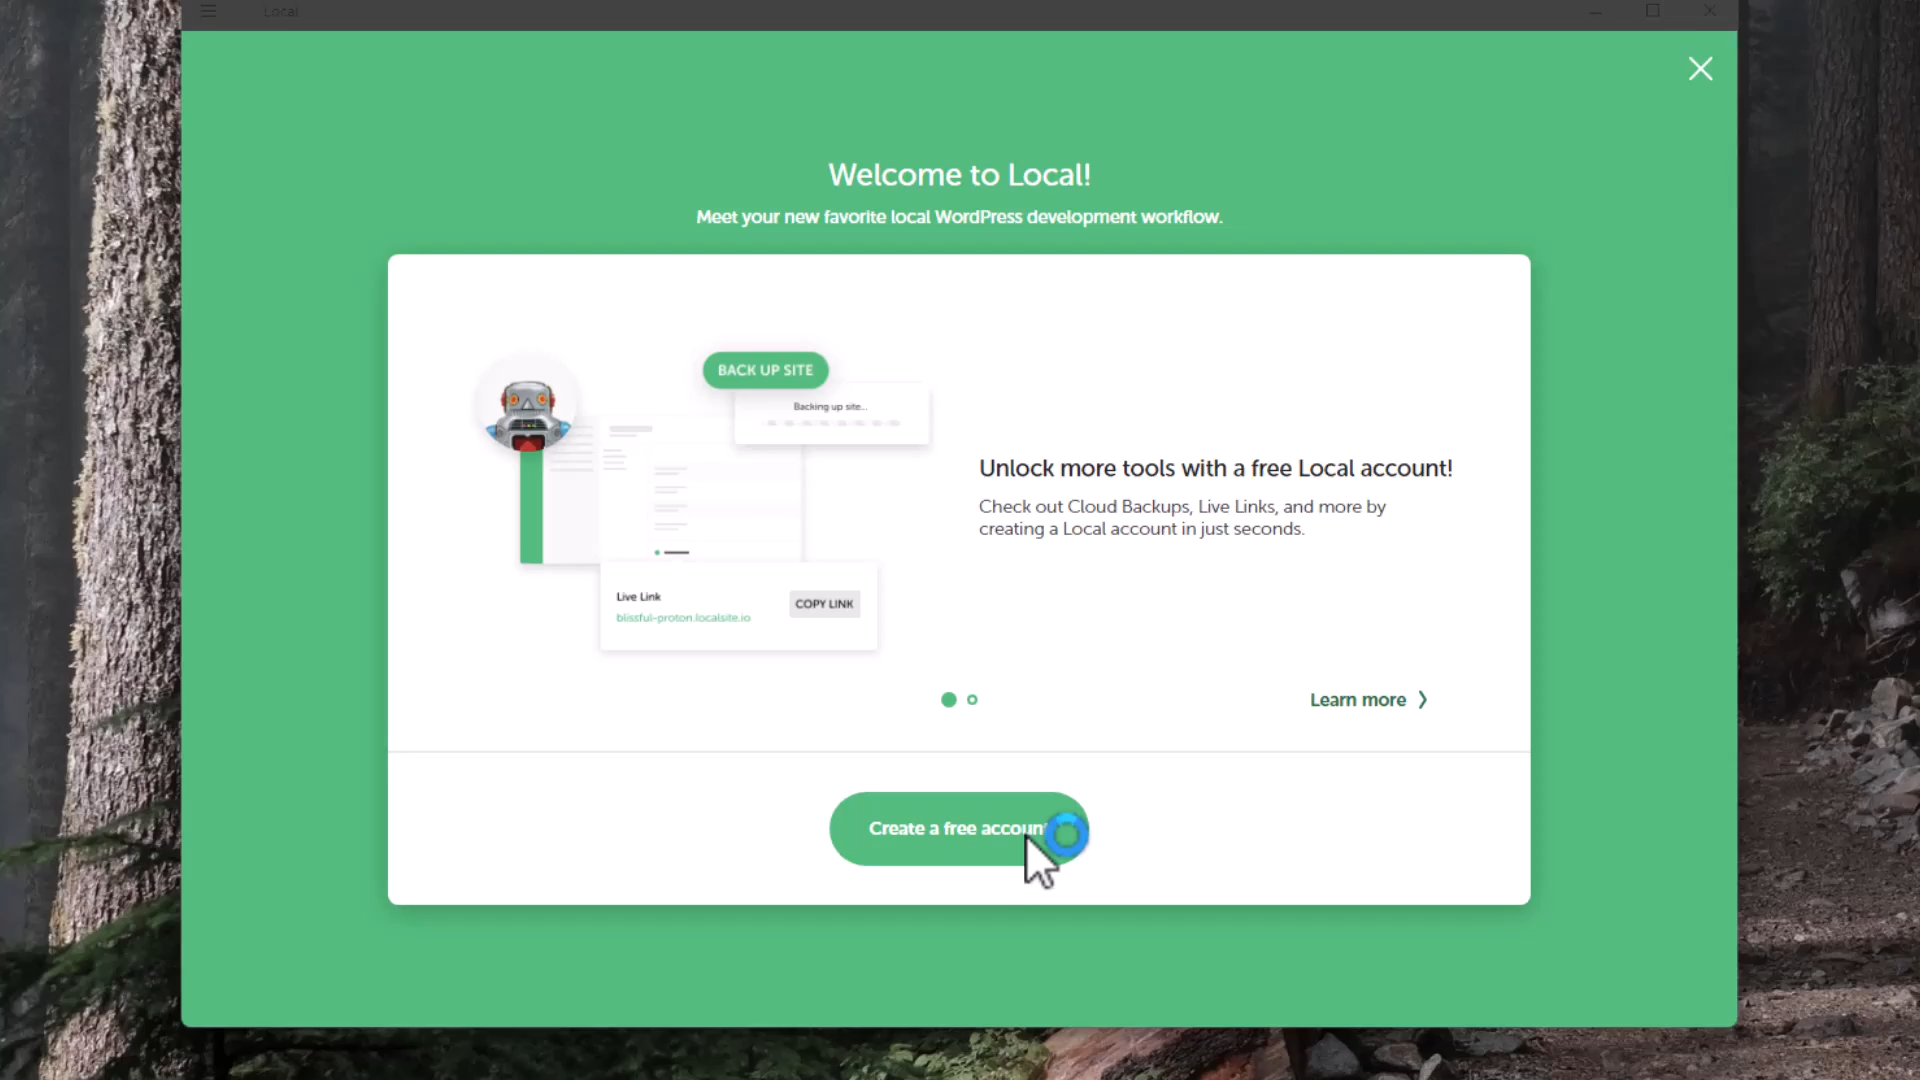 Local
Welcome to Local!
Meet your new favorite local WordPress development workflow.
BACK UP SITE
Backing up site...
Unlock more tools with a free Local account!
Check out Cloud Backups, Live Links, and more by
creating a Local account in just seconds.
Live Link
COPY LINK
blissful-proton.localsite.io
Learn more
Create a free account